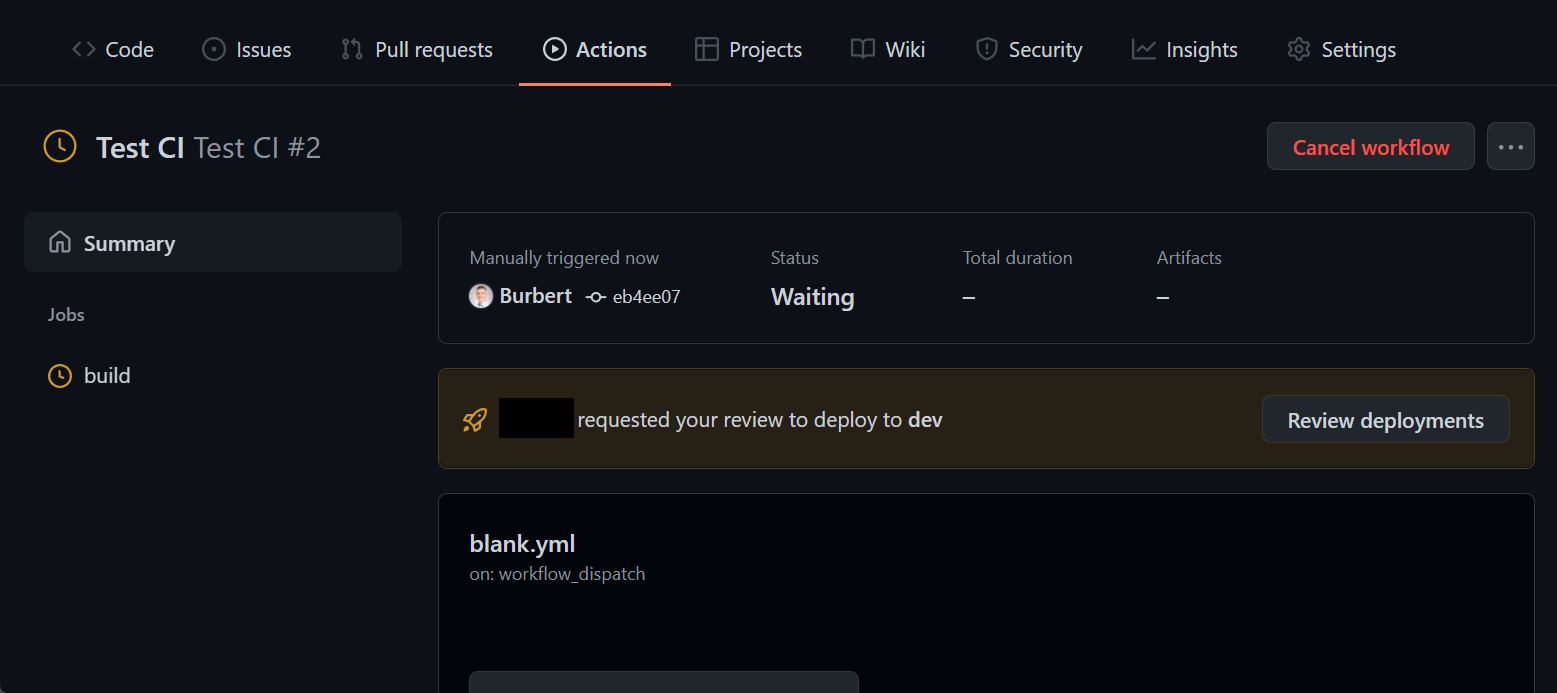 Code Issues Pull requests Actions Projects Wiki Security Insights Settings
Test CI Test CI #2
Cancel workflow
Summary
Jobs
build
Manually triggered now Status Total duration Artifacts
Burbert eb4ee07 Waiting – –
requested your review to deploy to dev
Review deployments
blank.yml
on: workflow_dispatch